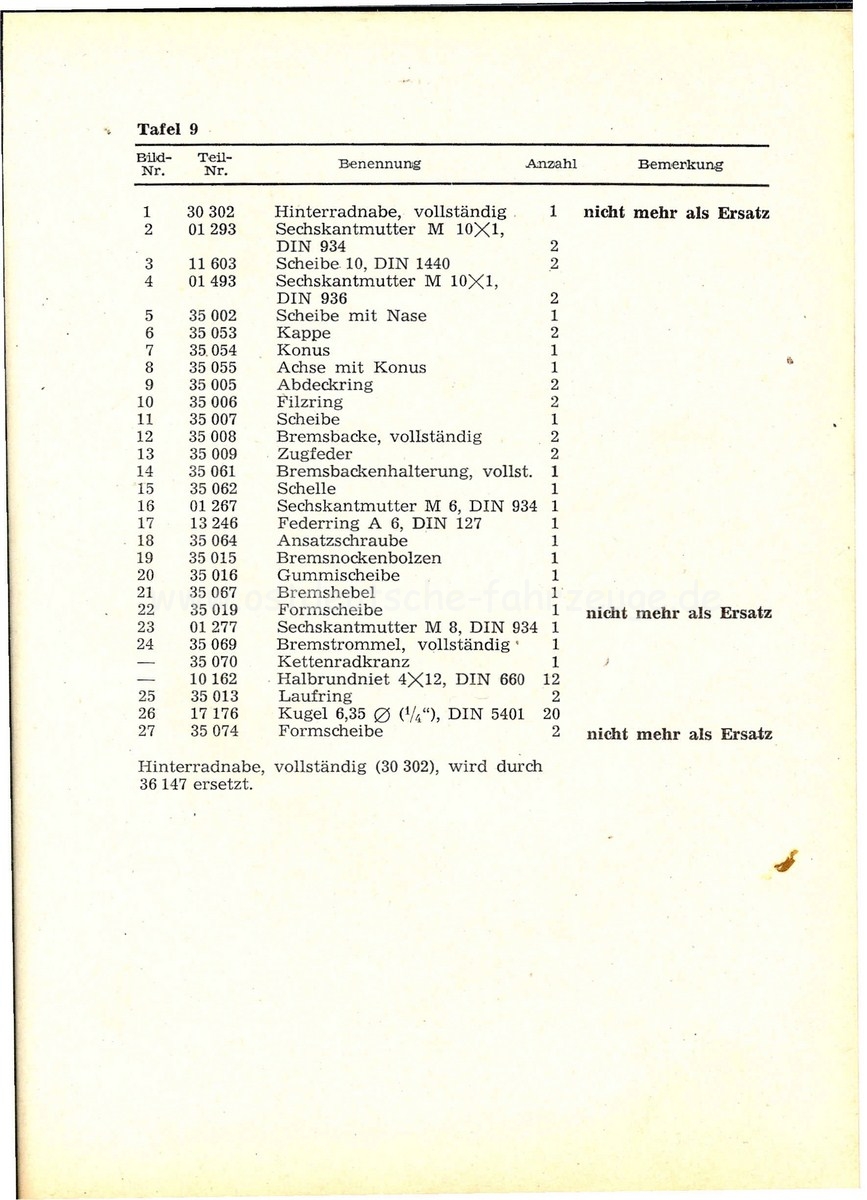 Tafel 9
Bild-Nr. Teil-Nr. Benennung Anzahl Bemerkung
1 30 302 Hinterradnabe, vollständig 1 nicht mehr als Ersatz
2 01 293 Sechskantmutter M 10×1,
DIN 934 2
3 11 603 Scheibe 10, DIN 1440 2
4 01 493 Sechskantmutter M 10×1,
DIN 936 2
5 35 002 Scheibe mit Nase 1
6 35 053 Kappe 2
7 35 054 Konus 1
8 35 055 Achse mit Konus 1
9 35 005 Abdeckring 2
10 35 006 Filzring 2
11 35 007 Scheibe 1
12 35 008 Bremsbacke, vollständig 2
13 35 009 Zugfeder 2
14 35 061 Bremsbackenhalterung, vollst. 1
15 35 062 Schelle 1
16 01 267 Sechskantmutter M 6, DIN 934 1
17 13 246 Federring A 6, DIN 127 1
18 35 064 Ansatzschraube 1
19 35 015 Bremsnockenbolzen 1
20 35 016 Gummischeibe 1
21 35 067 Bremshebel 1
22 35 019 Formscheibe 1 nicht mehr als Ersatz
23 01 277 Sechskantmutter M 8, DIN 934 1
24 35 069 Bremstrommel, vollständig 1
— 35 070 Kettenradkranz 1
— 10 162 Halbrundniet 4×12, DIN 660 12
25 35 013 Laufring 2
26 17 176 Kugel 6,35 ∅ (¹/₄“), DIN 5401 20
27 35 074 Formscheibe 2 nicht mehr als Ersatz
Hinterradnabe, vollständig (30 302), wird durch
36 147 ersetzt.